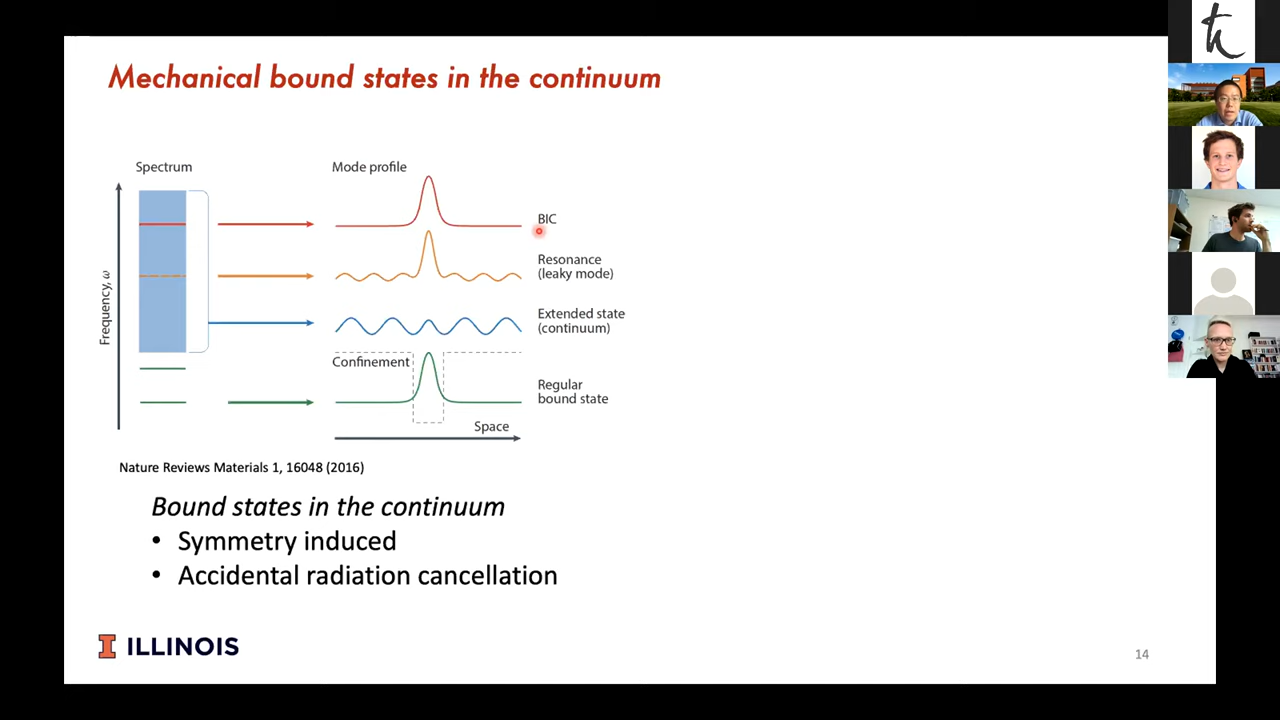 Mechanical bound states in the continuum
Spectrum
Mode profile
Frequency, ω
BIC
Resonance
(leaky mode)
Extended state
(continuum)
Confinement
Regular
bound state
Space
Nature Reviews Materials 1, 16048 (2016)
Bound states in the continuum
• Symmetry induced
• Accidental radiation cancellation
I ILLINOIS
14